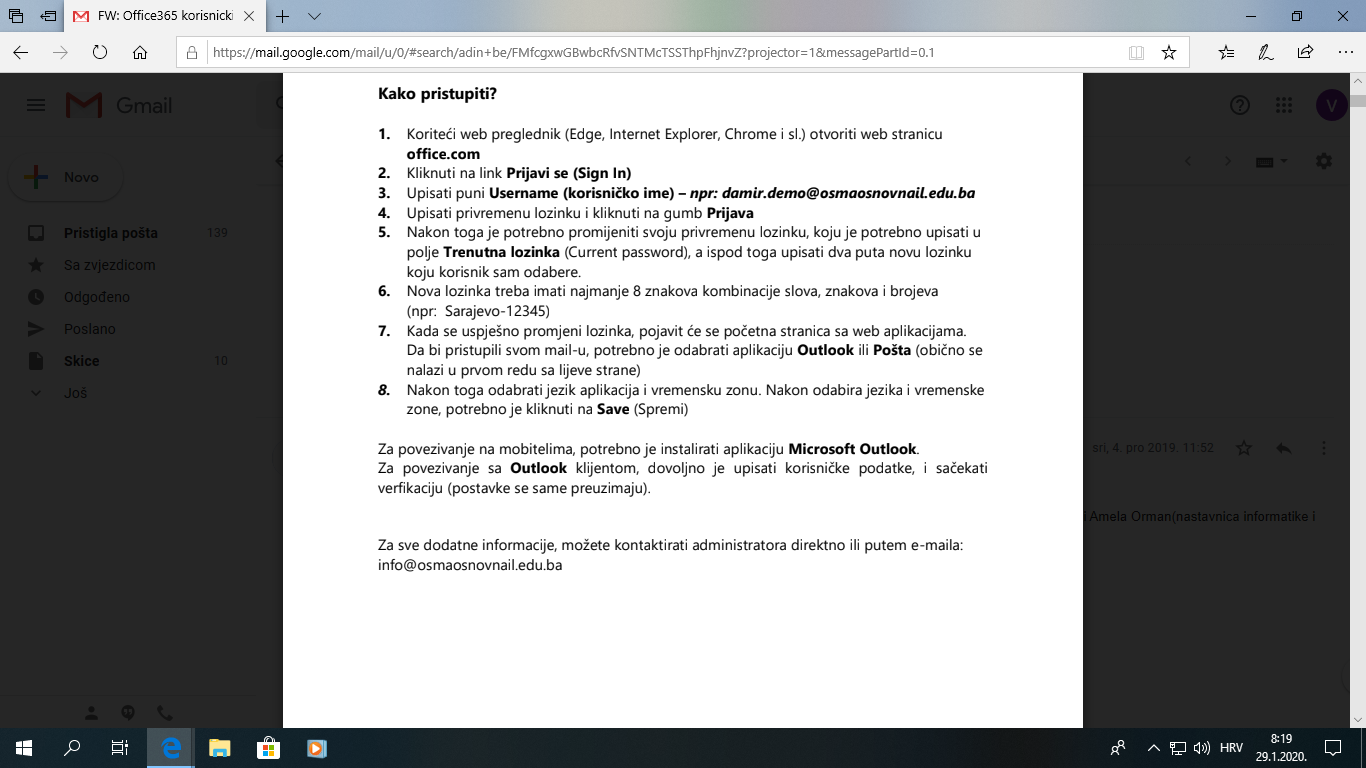 FW: Office365 korisnicki
https://mail.google.com/mail/u/0/#search/adin+be/FMfcgxwGBwbcRfvSNTMcTSSThpFhjnvZ?projector=1&messagePartId=0.1
Gmail
V
Novo
Pristigla pošta 139
Sa zvjezdicom
Odgođeno
Poslano
Skice 10
Još
Kako pristupiti?
1. Koriteći web preglednik (Edge, Internet Explorer, Chrome i sl.) otvoriti web stranicu
office.com
2. Kliknuti na link Prijavi se (Sign In)
3. Upisati puni Username (korisničko ime) – npr: damir.demo@osmaosnovnail.edu.ba
4. Upisati privremenu lozinku i kliknuti na gumb Prijava
5. Nakon toga je potrebno promijeniti svoju privremenu lozinku, koju je potrebno upisati u
polje Trenutna lozinka (Current password), a ispod toga upisati dva puta novu lozinku
koju korisnik sam odabere.
6. Nova lozinka treba imati najmanje 8 znakova kombinacije slova, znakova i brojeva
(npr: Sarajevo-12345)
7. Kada se uspješno promjeni lozinka, pojavit će se početna stranica sa web aplikacijama.
Da bi pristupili svom mail-u, potrebno je odabrati aplikaciju Outlook ili Pošta (obično se
nalazi u prvom redu sa lijeve strane)
8. Nakon toga odabrati jezik aplikacija i vremensku zonu. Nakon odabira jezika i vremenske
zone, potrebno je kliknuti na Save (Spremi)
Za povezivanje na mobitelima, potrebno je instalirati aplikaciju Microsoft Outlook.
Za povezivanje sa Outlook klijentom, dovoljno je upisati korisničke podatke, i sačekati
verfikaciju (postavke se same preuzimaju).
Za sve dodatne informacije, možete kontaktirati administratora direktno ili putem e-maila:
info@osmaosnovnail.edu.ba
sri, 4. pro 2019. 11:52
Amela Orman(nastavnica informatike i
HRV
8:19
29.1.2020.